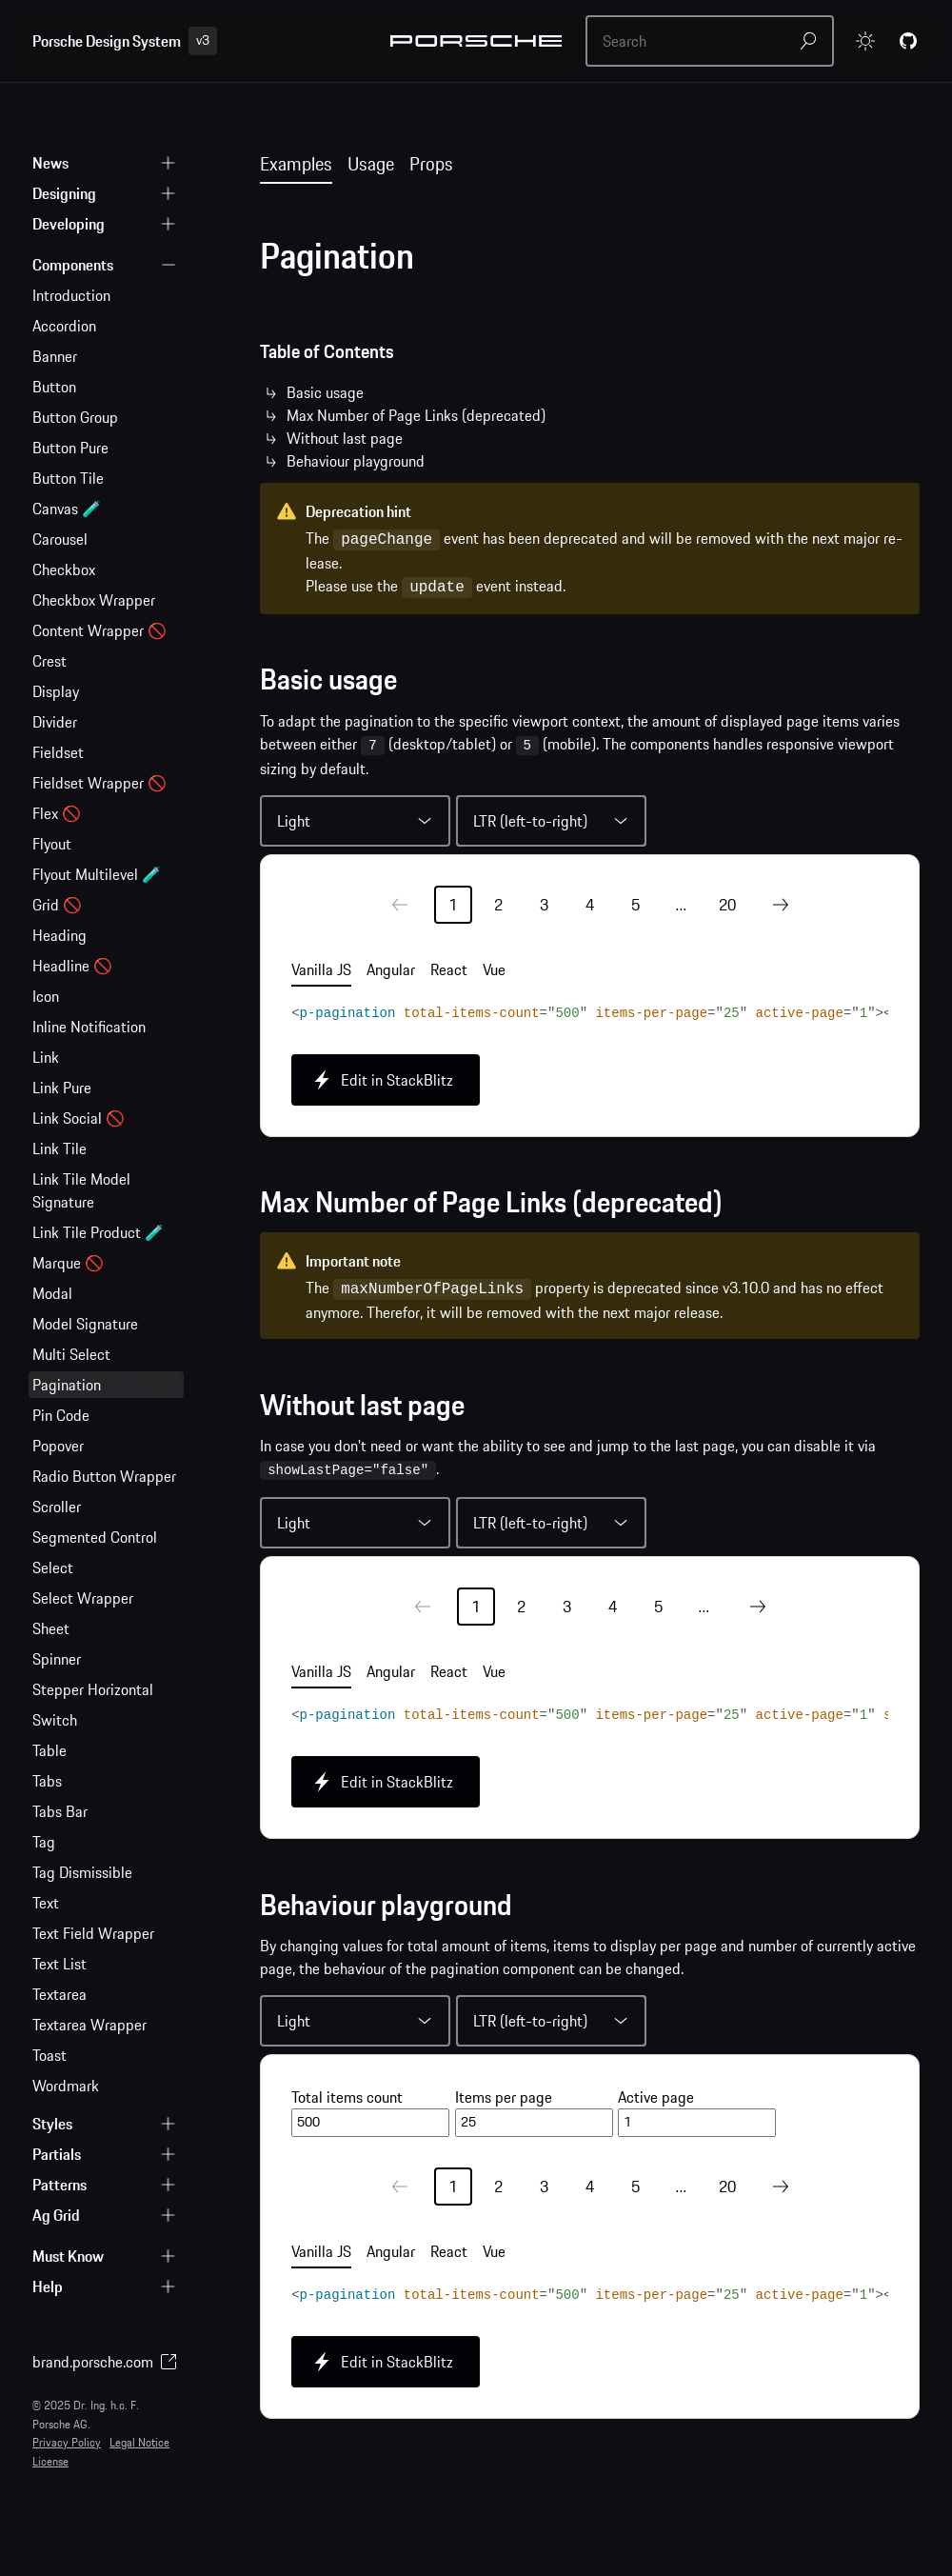 Porsche Design System v3
PORSCHE
Search
News
Designing
Developing
Components
Introduction
Accordion
Banner
Button
Button Group
Button Pure
Button Tile
Canvas 🧪
Carousel
Checkbox
Checkbox Wrapper
Content Wrapper 🚫
Crest
Display
Divider
Fieldset
Fieldset Wrapper 🚫
Flex 🚫
Flyout
Flyout Multilevel 🧪
Grid 🚫
Heading
Headline 🚫
Icon
Inline Notification
Link
Link Pure
Link Social 🚫
Link Tile
Link Tile Model
Signature
Link Tile Product 🧪
Marque 🚫
Modal
Model Signature
Multi Select
Pagination
Pin Code
Popover
Radio Button Wrapper
Scroller
Segmented Control
Select
Select Wrapper
Sheet
Spinner
Stepper Horizontal
Switch
Table
Tabs
Tabs Bar
Tag
Tag Dismissible
Text
Text Field Wrapper
Text List
Textarea
Textarea Wrapper
Toast
Wordmark
Styles
Partials
Patterns
Ag Grid
Must Know
Help
brand.porsche.com
© 2025 Dr. Ing. h.c. F.
Porsche AG.
Privacy Policy Legal Notice
License
Examples Usage Props
Pagination
Table of Contents
Basic usage
Max Number of Page Links (deprecated)
Without last page
Behaviour playground
Deprecation hint
The pageChange event has been deprecated and will be removed with the next major re-
lease.
Please use the update event instead.
Basic usage
To adapt the pagination to the specific viewport context, the amount of displayed page items varies
between either 7 (desktop/tablet) or 5 (mobile). The components handles responsive viewport
sizing by default.
Light LTR (left-to-right)
1 2 3 4 5 ... 20
Vanilla JS Angular React Vue
<p-pagination total-items-count="500" items-per-page="25" active-page="1"><
Edit in StackBlitz
Max Number of Page Links (deprecated)
Important note
The maxNumberOfPageLinks property is deprecated since v3.10.0 and has no effect
anymore. Therefor, it will be removed with the next major release.
Without last page
In case you don't need or want the ability to see and jump to the last page, you can disable it via
showLastPage="false".
Light LTR (left-to-right)
1 2 3 4 5 ...
Vanilla JS Angular React Vue
<p-pagination total-items-count="500" items-per-page="25" active-page="1" s
Edit in StackBlitz
Behaviour playground
By changing values for total amount of items, items to display per page and number of currently active
page, the behaviour of the pagination component can be changed.
Light LTR (left-to-right)
Total items count Items per page Active page
500 25 1
1 2 3 4 5 ... 20
Vanilla JS Angular React Vue
<p-pagination total-items-count="500" items-per-page="25" active-page="1"><
Edit in StackBlitz